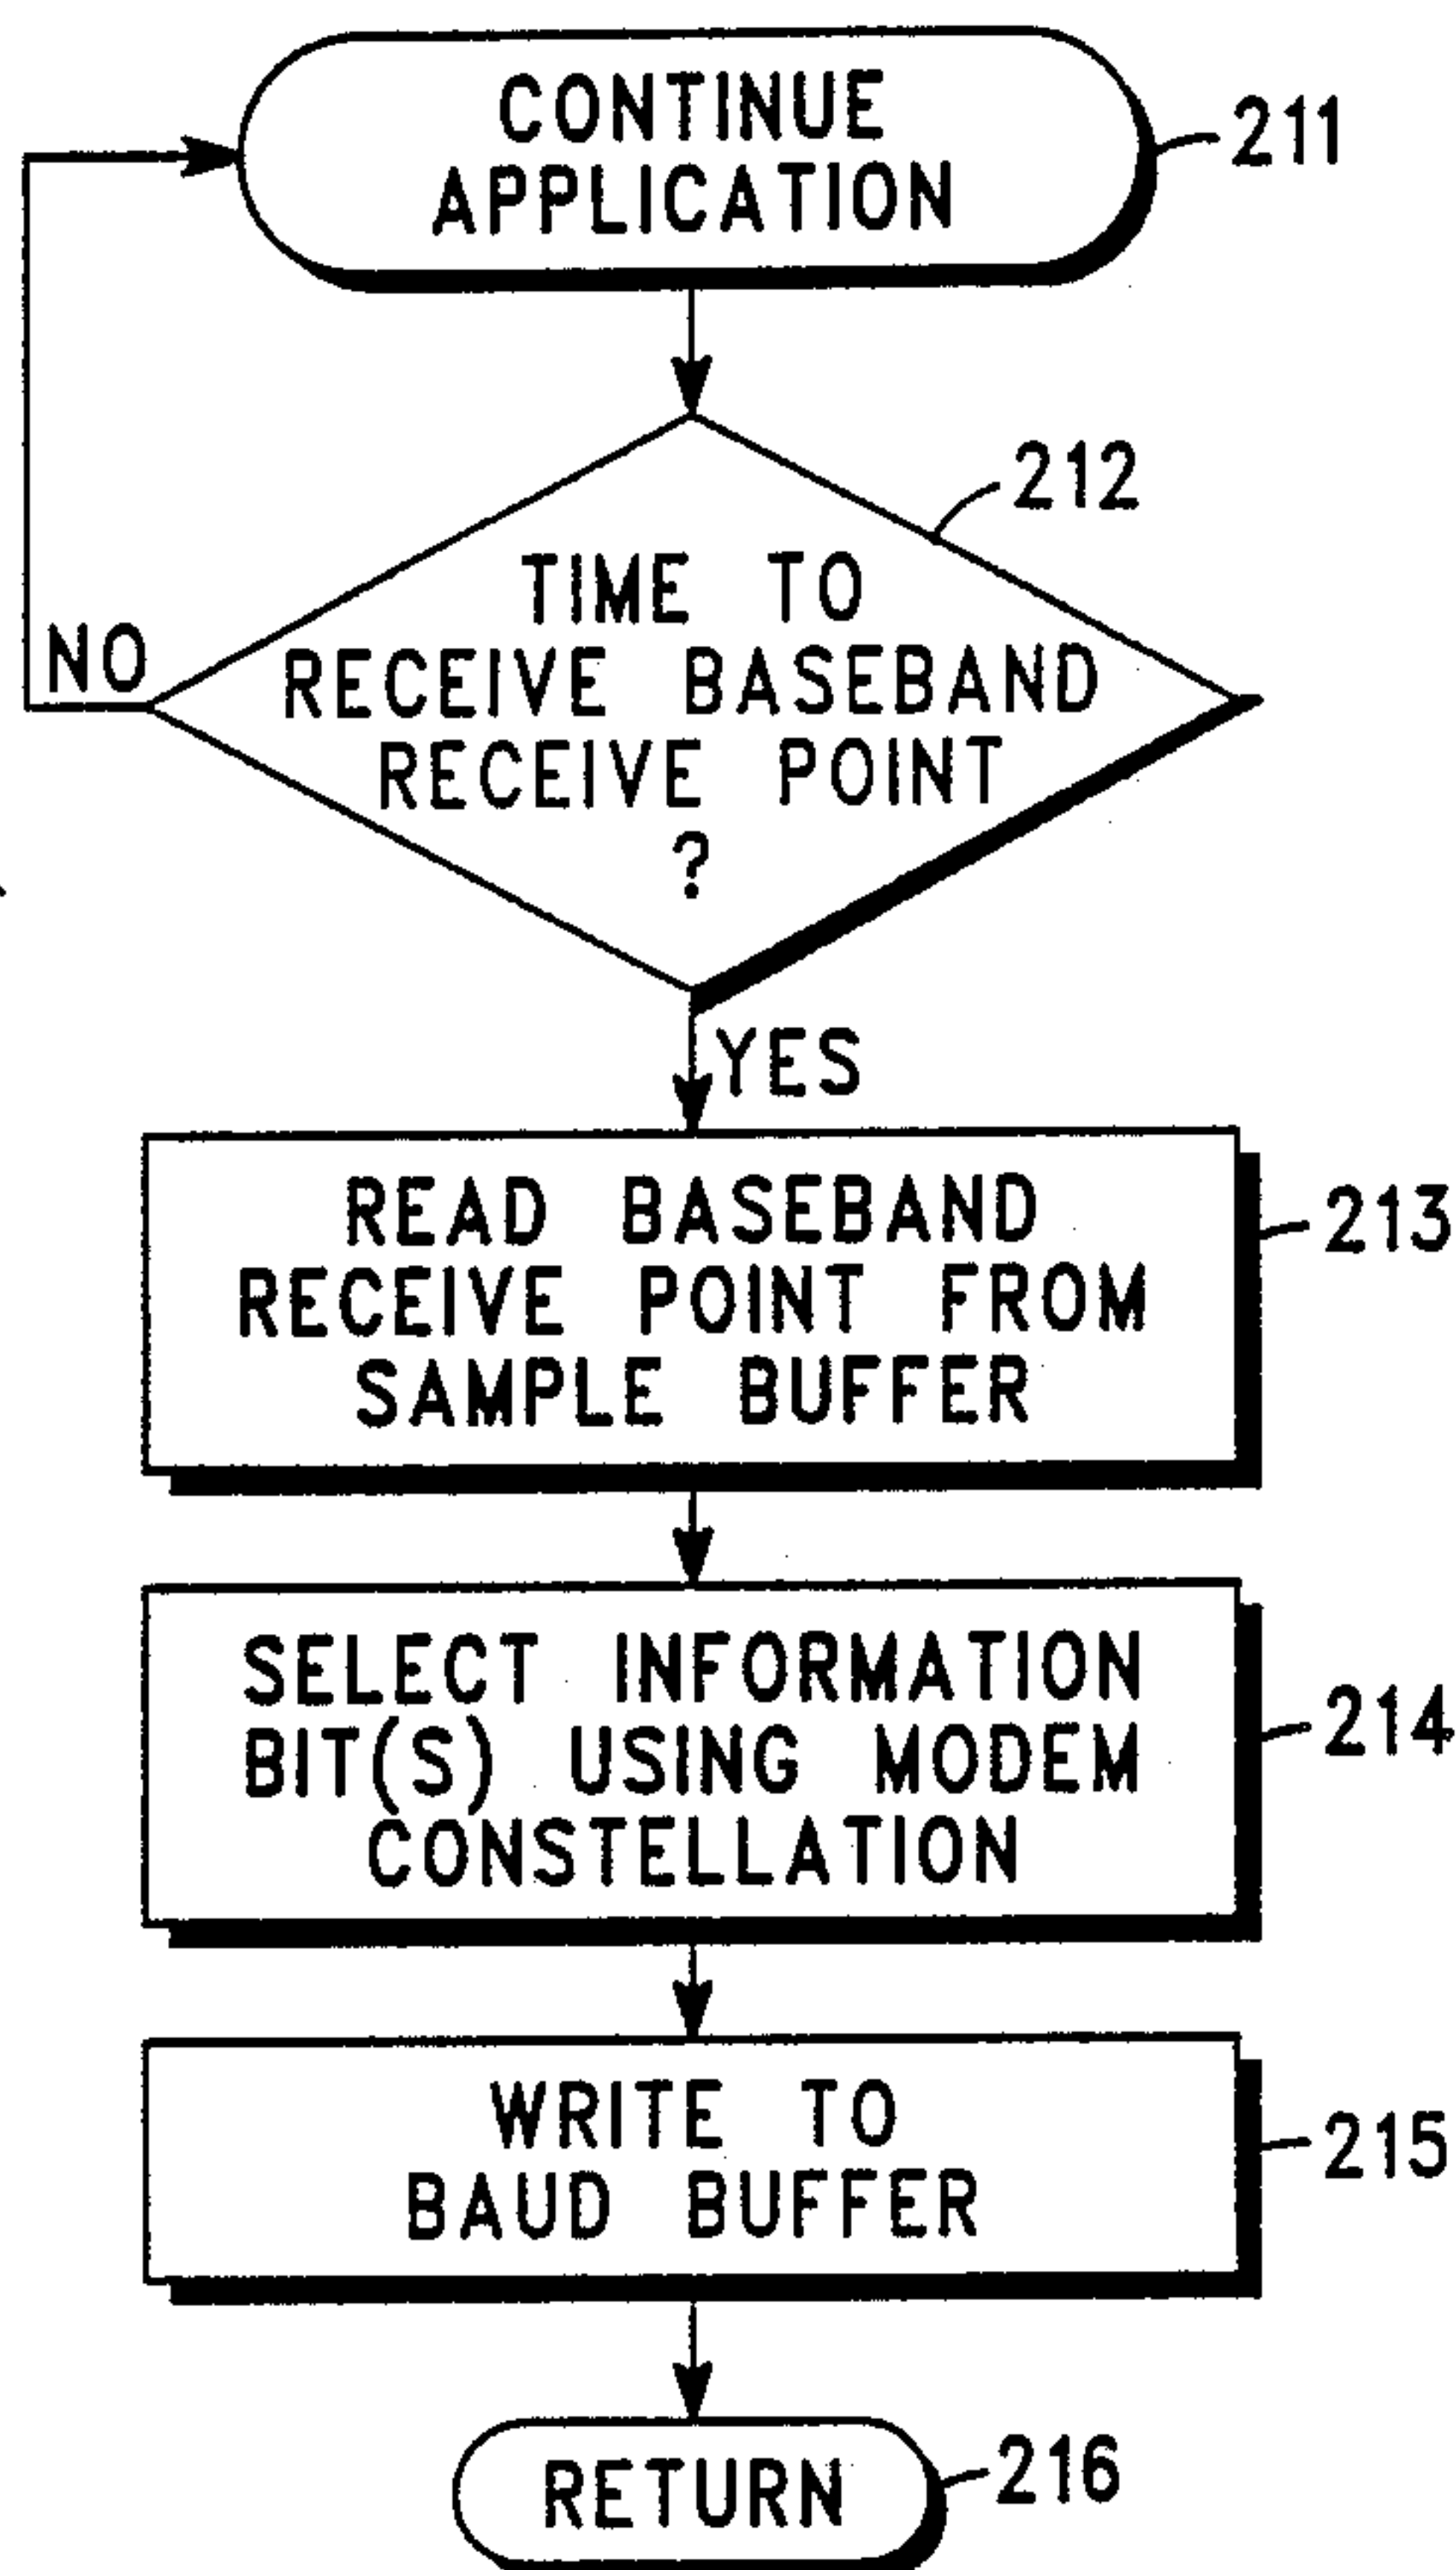 CONTINUE
APPLICATION
211
212
TIME TO
RECEIVE BASEBAND
RECEIVE POINT
?
NO
YES
READ BASEBAND
RECEIVE POINT FROM
SAMPLE BUFFER
213
SELECT INFORMATION
BIT(S) USING MODEM
CONSTELLATION
214
WRITE TO
BAUD BUFFER
215
RETURN
216